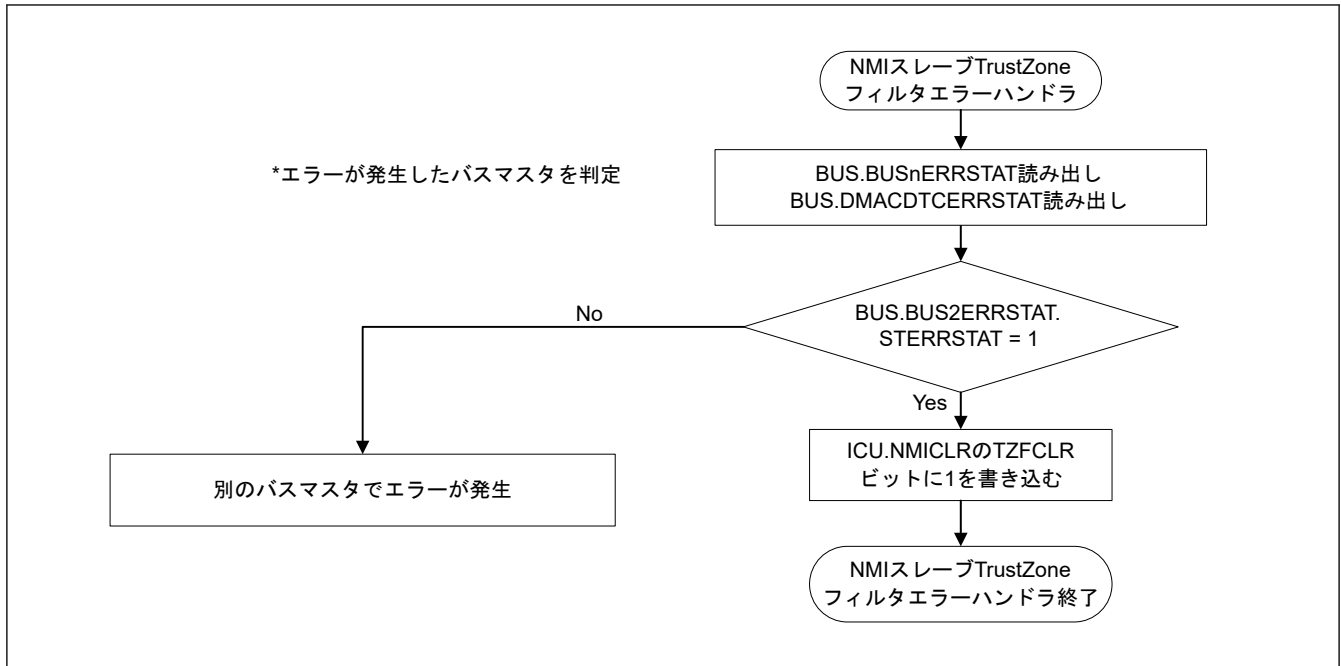 NMIスレーブTrustZone
フィルタエラーハンドラ
*エラーが発生したバスマスタを判定
BUS.BUSnERRSTAT読み出し
BUS.DMACDTCERRSTAT読み出し
BUS.BUS2ERRSTAT.
STERRSTAT = 1
No
Yes
別のバスマスタでエラーが発生
ICU.NMICLRのTZFCLR
ビットに1を書き込む
NMIスレーブTrustZone
フィルタエラーハンドラ終了